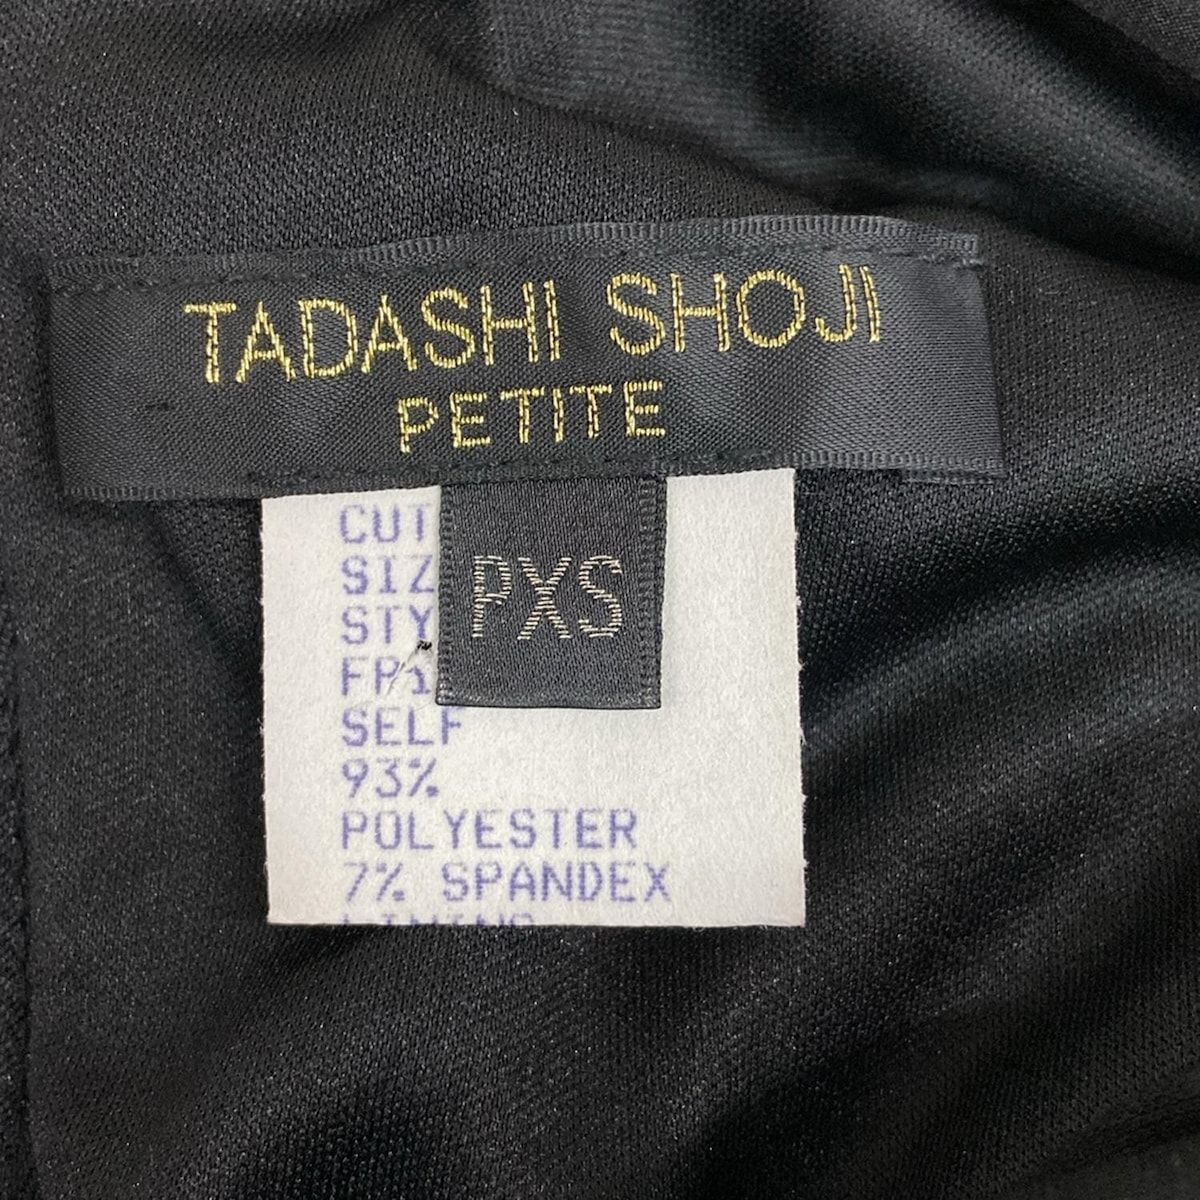 TADASHI SHOJI
PETITE
PXS
CUT
SIZ
STY
SELF
93%
POLYESTER
7% SPANDEX